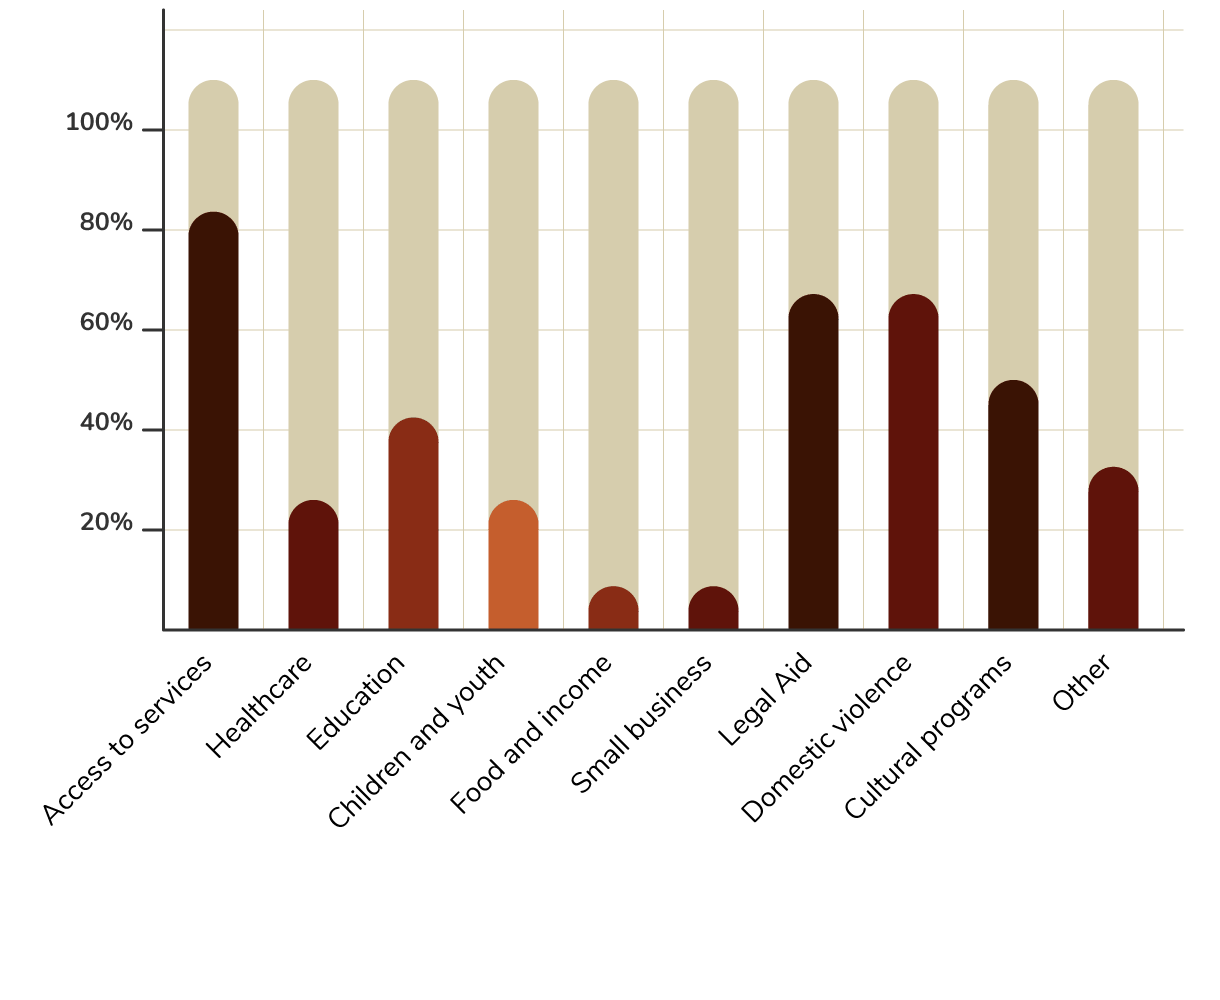 100%
80%
60%
40%
20%
Access to services
Healthcare
Education
Children and youth
Food and income
Small business
Legal Aid
Domestic violence
Cultural programs
Other